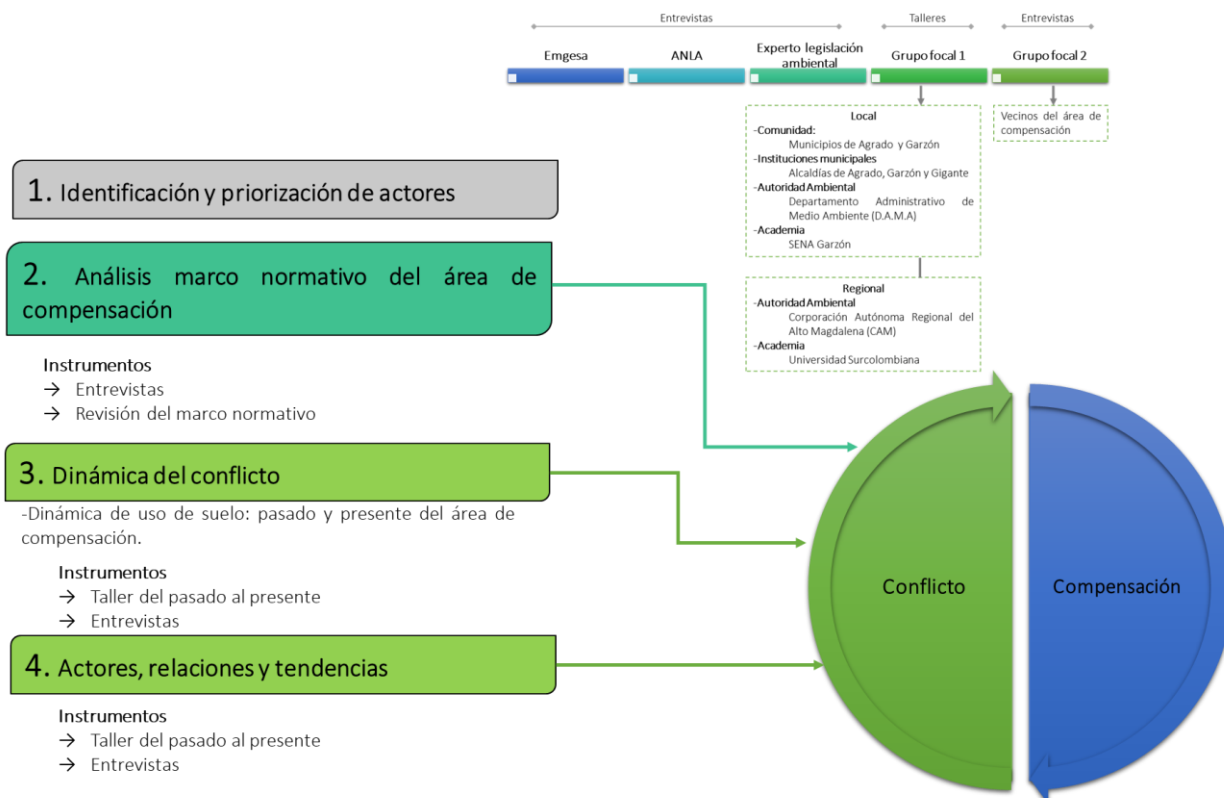 Entrevistas
Talleres
Entrevistas
Emgesa
ANLA
Experto legislación
ambiental
Grupo focal 1
Grupo focal 2
Local
-Comunidad:
Municipios de Agrado y Garzón
-Instituciones municipales
Alcaldías de Agrado, Garzón y Gigante
-Autoridad Ambiental
Departamento Administrativo de
Medio Ambiente (D.A.M.A)
-Academia
SENA Garzón
Vecinos del área de
compensación
Regional
-Autoridad Ambiental
Corporación Autónoma Regional del
Alto Magdalena (CAM)
-Academia
Universidad Surcolombiana
1. Identificación y priorización de actores
2. Análisis marco normativo del área de
compensación
Instrumentos
→ Entrevistas
→ Revisión del marco normativo
3. Dinámica del conflicto
-Dinámica de uso de suelo: pasado y presente del área de
compensación.
Instrumentos
→ Taller del pasado al presente
→ Entrevistas
4. Actores, relaciones y tendencias
Instrumentos
→ Taller del pasado al presente
→ Entrevistas
Conflicto
Compensación